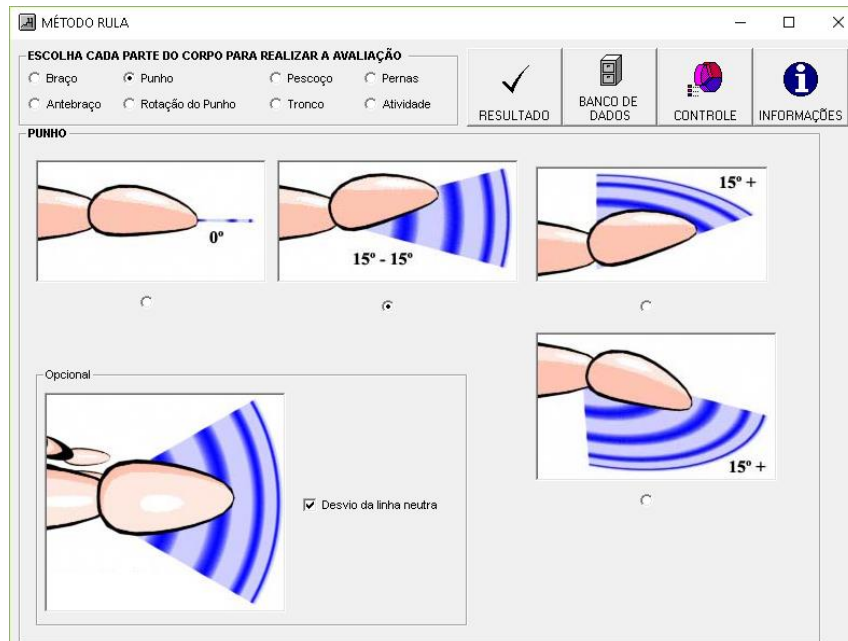 MÉTODO RULA
ESCOLHA CADA PARTE DO CORPO PARA REALIZAR A AVALIAÇÃO
Braço Punho Pescoço Pernas
Antebraço Rotação do Punho Tronco Atividade
RESULTADO
BANCO DE
DADOS
CONTROLE
INFORMAÇÕES
PUNHO
0º
15º - 15º
15º +
Opcional
Desvio da linha neutra
15º +